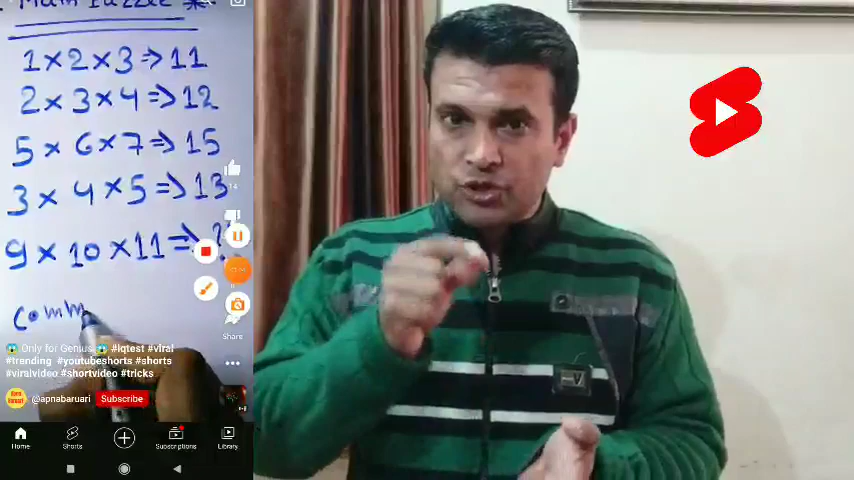 Math Puzzle
1×2×3⇒11
2×3×4⇒12
5×6×7⇒15
3×4×5⇒13
9×10×11⇒?
Comm
😱 Only for Genius 😱 #iqtest #viral
#trending #youtubeshorts #shorts
#viralvideo #shortvideo #tricks
@apnabaruari Subscribe
Share
Home Shorts Subscriptions Library